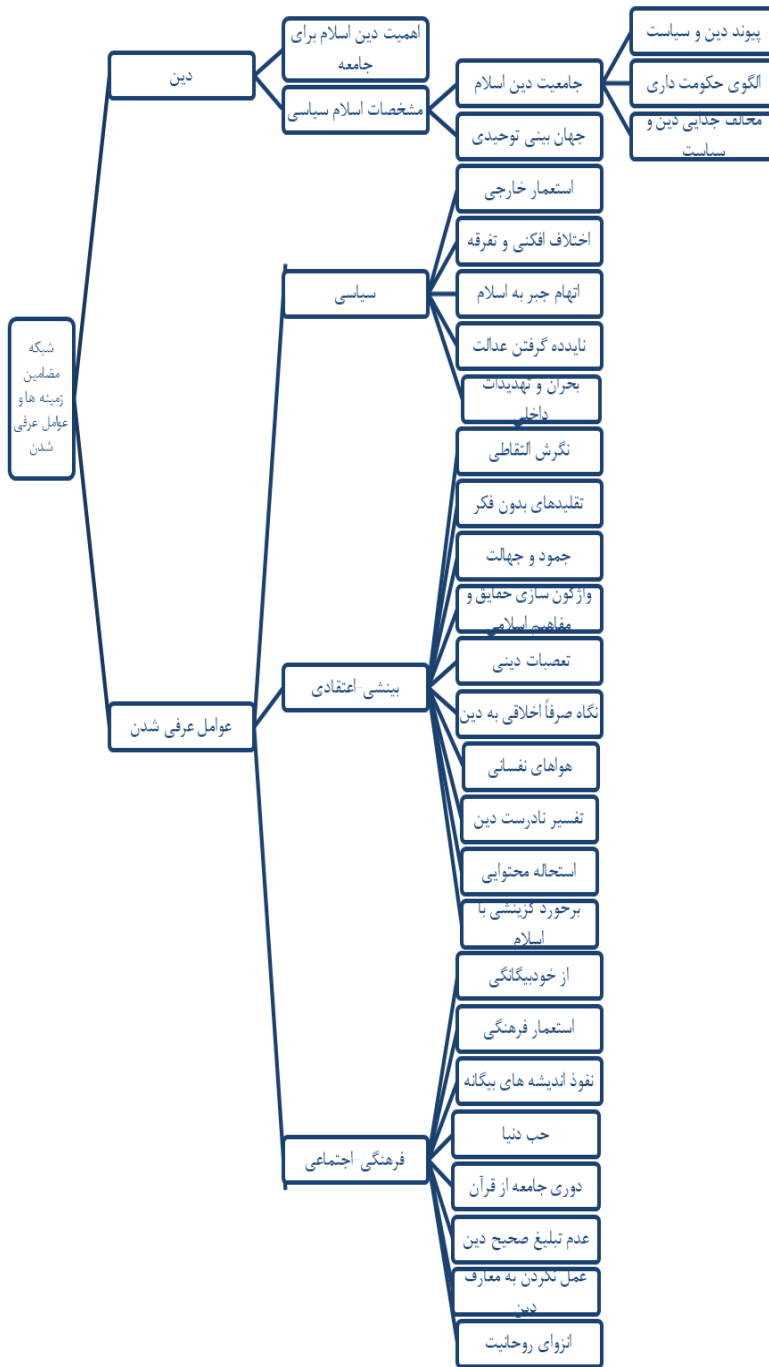 شبکه
مضامین
زمینه ها و
عوامل عرفی
شدن
دین
اهمیت دین اسلام برای
جامعه
مشخصات اسلام سیاسی
جامعیت دین اسلام
پیوند دین و سیاست
الگوی حکومت داری
مخالف جدایی دین و
سیاست
جهان بینی توحیدی
عوامل عرفی شدن
سیاسی
استعمار خارجی
اختلاف افکنی و تفرقه
اتهام جبر به اسلام
نایدده گرفتن عدالت
بحران و تهدیدات
داخلی
بینشی-اعتقادی
نگرش التقاطی
تقلیدهای بدون فکر
جمود و جهالت
واژگون سازی حقایق و
مفاهیم اسلامی
تعصبات دینی
نگاه صرفاً اخلاقی به دین
هواهای نفسانی
تفسیر نادرست دین
استحاله محتوایی
برخورد گزینشی با
اسلام
فرهنگی-اجتماعی
از خودبیگانگی
استعمار فرهنگی
نفوذ اندیشه های بیگانه
حب دنیا
دوری جامعه از قرآن
عدم تبلیغ صحیح دین
عمل نکردن به معارف
دین
انزوای روحانیت